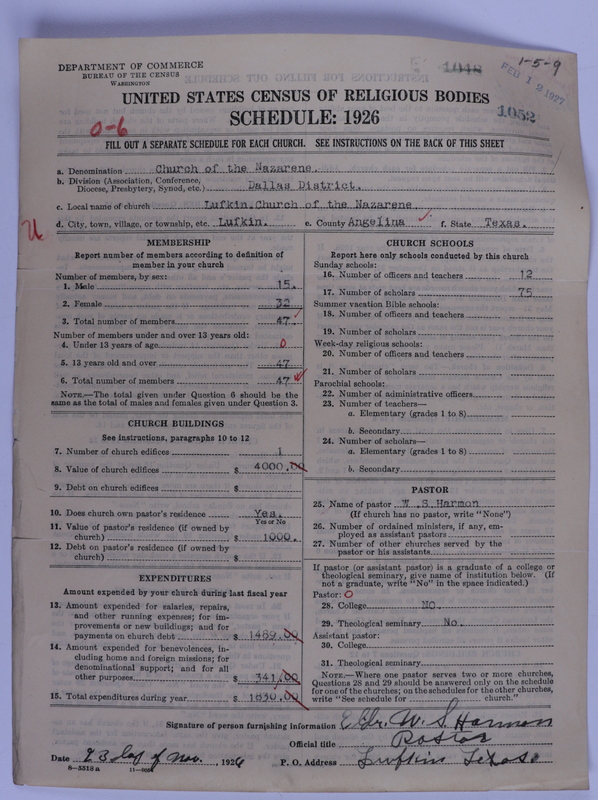 DEPARTMENT OF COMMERCE
BUREAU OF THE CENSUS
WASHINGTON
1048
1-5-9
FEB 12 1927
1052
UNITED STATES CENSUS OF RELIGIOUS BODIES
SCHEDULE: 1926
0-6
FILL OUT A SEPARATE SCHEDULE FOR EACH CHURCH. SEE INSTRUCTIONS ON THE BACK OF THIS SHEET
a. Denomination Church of the Nazarene.
b. Division (Association, Conference, Diocese, Presbytery, Synod, etc.) Dallas District.
c. Local name of church Lufkin.Church of the Nazarene
d. City, town, village, or township, etc. Lufkin. e. County Angelina f. State Texas.
U
MEMBERSHIP
Report number of members according to definition of
member in your church
Number of members, by sex:
1. Male 15.
2. Female 32
3. Total number of members 47.
Number of members under and over 13 years old:
4. Under 13 years of age 0
5. 13 years old and over 47
6. Total number of members 47
NOTE.—The total given under Question 6 should be the
same as the total of males and females given under Question 3.
CHURCH BUILDINGS
See instructions, paragraphs 10 to 12
7. Number of church edifices 1
8. Value of church edifices $ 4000.00
9. Debt on church edifices $
10. Does church own pastor's residence Yes.
Yes or No
11. Value of pastor's residence (if owned by
church) $ 1000.
12. Debt on pastor's residence (if owned by
church) $
EXPENDITURES
Amount expended by your church during last fiscal year
13. Amount expended for salaries, repairs,
and other running expenses; for im-
provements or new buildings; and for
payments on church debt $ 1489.00
14. Amount expended for benevolences, in-
cluding home and foreign missions; for
denominational support; and for all
other purposes $ 341.00
15. Total expenditures during year $ 1830.00
CHURCH SCHOOLS
Report here only schools conducted by this church
Sunday schools:
16. Number of officers and teachers 12
17. Number of scholars 75
Summer vacation Bible schools:
18. Number of officers and teachers
19. Number of scholars
Week-day religious schools:
20. Number of officers and teachers
21. Number of scholars
Parochial schools:
22. Number of administrative officers
23. Number of teachers—
a. Elementary (grades 1 to 8)
b. Secondary
24. Number of scholars—
a. Elementary (grades 1 to 8)
b. Secondary
PASTOR
25. Name of pastor W.S.Harmon
(If church has no pastor, write "None")
26. Number of ordained ministers, if any, em-
ployed as assistant pastors
27. Number of other churches served by the
pastor or his assistants
If pastor (or assistant pastor) is a graduate of a college or
theological seminary, give name of institution below. (If
not a graduate, write "No" in the space indicated.)
Pastor: O
28. College NO.
29. Theological seminary No.
Assistant pastor:
30. College
31. Theological seminary
NOTE.—Where one pastor serves two or more churches,
Questions 28 and 29 should be answered only on the schedule
for one of the churches; on the schedules for the other churches,
write "See schedule for church."
Signature of person furnishing information W. S. Harmon
Official title Pastor
Date 23 day of Nov. , 1926 P. O. Address Lufkin Texas
8—5318 a